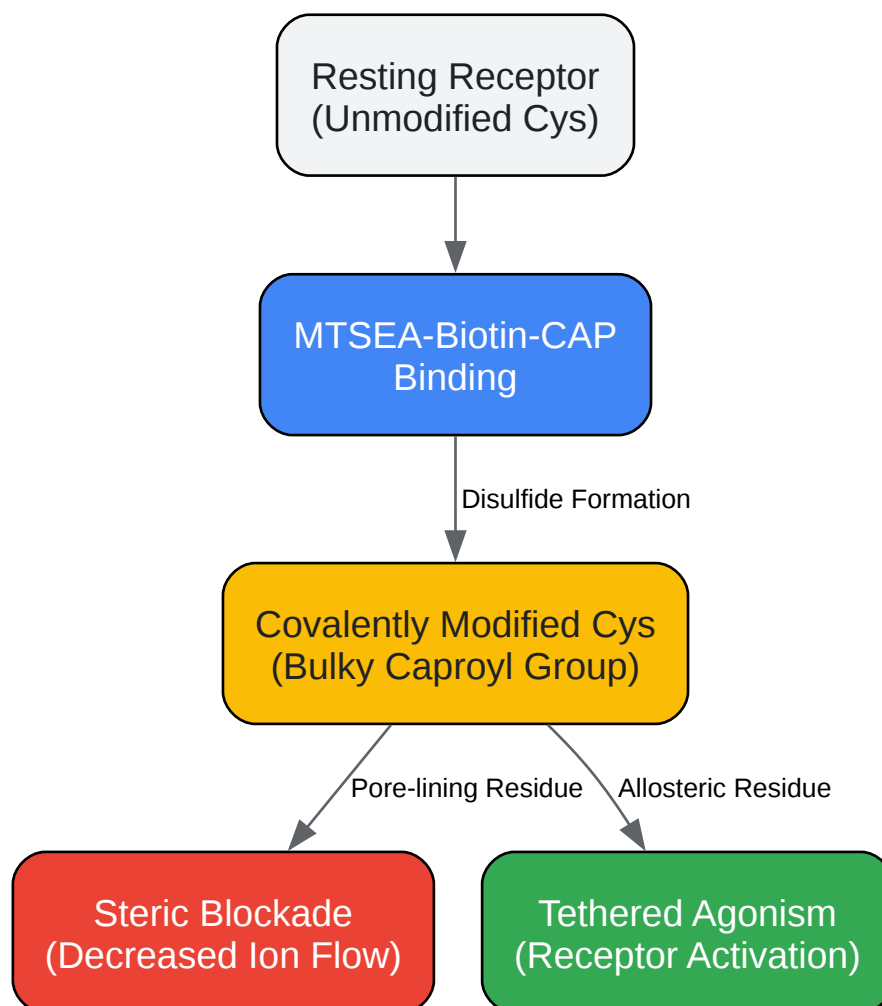 Resting Receptor
(Unmodified Cys)
MTSEA-Biotin-CAP
Binding
Disulfide Formation
Covalently Modified Cys
(Bulky Caproyl Group)
Pore-lining Residue
Allosteric Residue
Steric Blockade
(Decreased Ion Flow)
Tethered Agonism
(Receptor Activation)